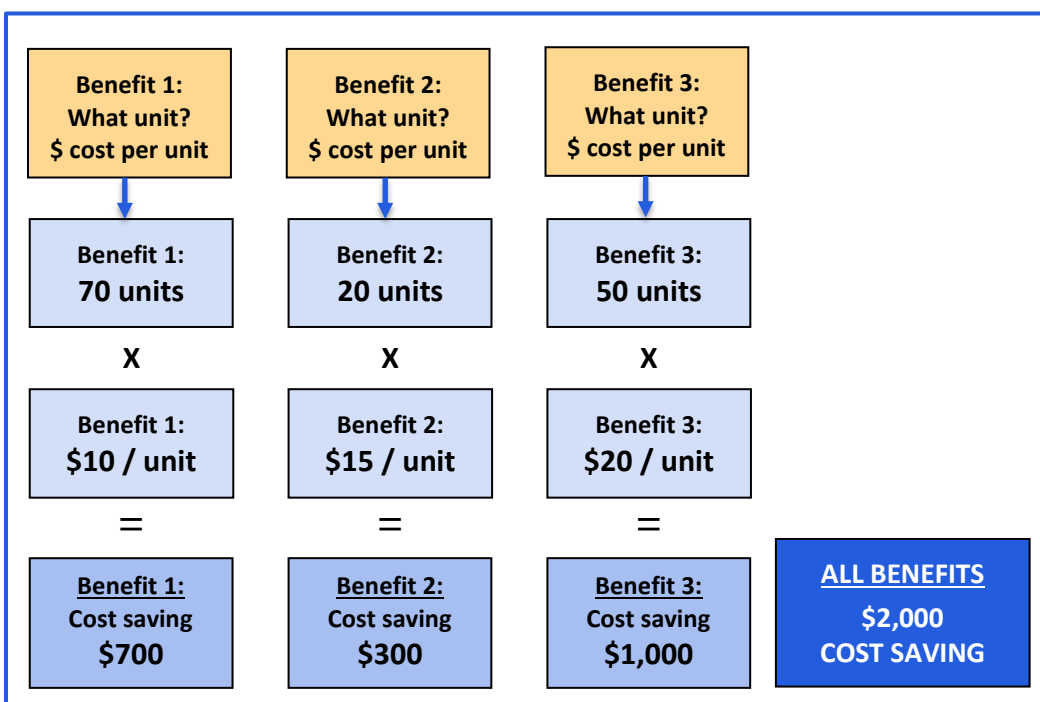 Benefit 1:
What unit?
$ cost per unit
Benefit 2:
What unit?
$ cost per unit
Benefit 3:
What unit?
$ cost per unit
Benefit 1:
70 units
Benefit 2:
20 units
Benefit 3:
50 units
X
X
X
Benefit 1:
$10 / unit
Benefit 2:
$15 / unit
Benefit 3:
$20 / unit
=
=
=
Benefit 1:
Cost saving
$700
Benefit 2:
Cost saving
$300
Benefit 3:
Cost saving
$1,000
ALL BENEFITS
$2,000
COST SAVING